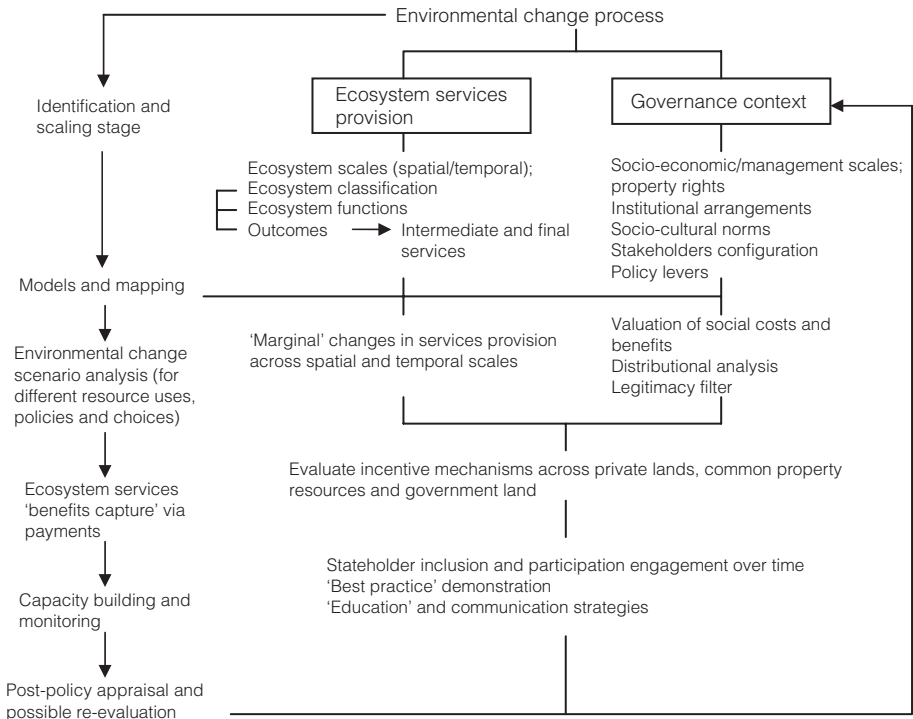 Environmental change process
Identification and
scaling stage
Ecosystem services
provision
Governance context
Ecosystem scales (spatial/temporal);
Ecosystem classification
Ecosystem functions
Outcomes
Intermediate and final
services
Socio-economic/management scales;
property rights
Institutional arrangements
Socio-cultural norms
Stakeholders configuration
Policy levers
Models and mapping
Environmental change
scenario analysis (for
different resource uses,
policies and choices)
'Marginal' changes in services provision
across spatial and temporal scales
Valuation of social costs and
benefits
Distributional analysis
Legitimacy filter
Ecosystem services
'benefits capture' via
payments
Evaluate incentive mechanisms across private lands, common property
resources and government land
Capacity building and
monitoring
Stateholder inclusion and participation engagement over time
'Best practice' demonstration
'Education' and communication strategies
Post-policy appraisal and
possible re-evaluation